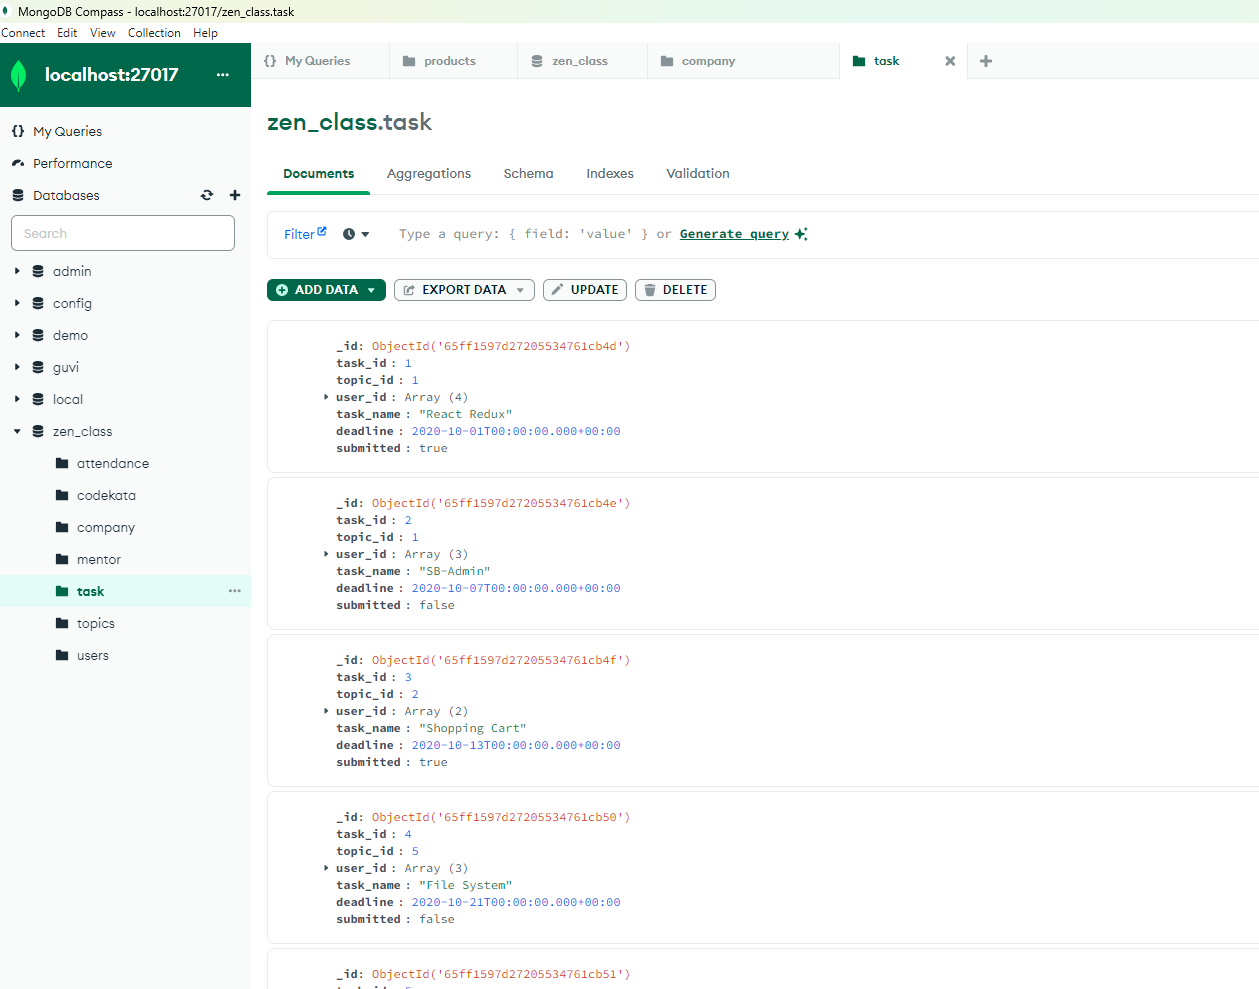 MongoDB Compass - localhost:27017/zen_class.task
Connect Edit View Collection Help
localhost:27017 ...
My Queries
Performance
Databases
Search
admin
config
demo
guvi
local
zen_class
attendance
codekata
company
mentor
task ...
topics
users
{} My Queries products zen_class company task
zen_class.task
Documents Aggregations Schema Indexes Validation
Filter Type a query: { field: 'value' } or Generate query
ADD DATA EXPORT DATA UPDATE DELETE
_id: ObjectId('65ff1597d27205534761cb4d')
task_id : 1
topic_id : 1
user_id : Array (4)
task_name : "React Redux"
deadline : 2020-10-01T00:00:00.000+00:00
submitted : true
_id: ObjectId('65ff1597d27205534761cb4e')
task_id : 2
topic_id : 1
user_id : Array (3)
task_name : "SB-Admin"
deadline : 2020-10-07T00:00:00.000+00:00
submitted : false
_id: ObjectId('65ff1597d27205534761cb4f')
task_id : 3
topic_id : 2
user_id : Array (2)
task_name : "Shopping Cart"
deadline : 2020-10-13T00:00:00.000+00:00
submitted : true
_id: ObjectId('65ff1597d27205534761cb50')
task_id : 4
topic_id : 5
user_id : Array (3)
task_name : "File System"
deadline : 2020-10-21T00:00:00.000+00:00
submitted : false
_id: ObjectId('65ff1597d27205534761cb51')